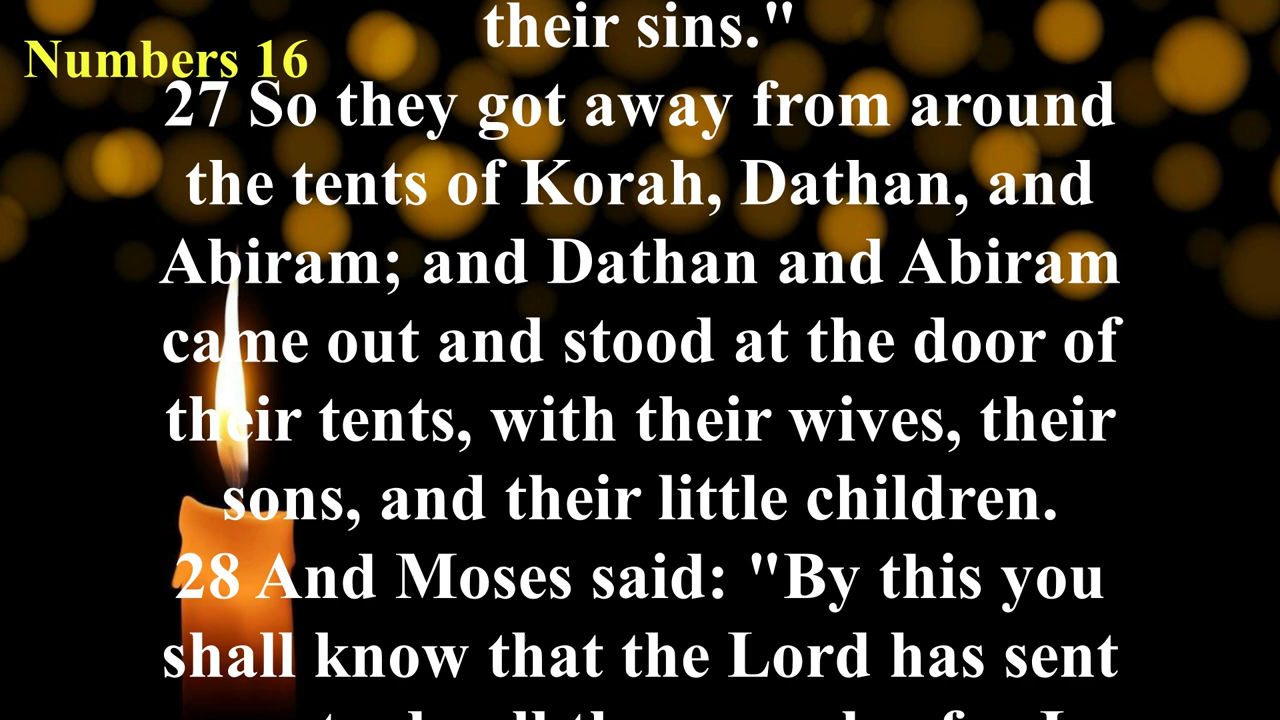 their sins."
Numbers 16
27 So they got away from around
the tents of Korah, Dathan, and
Abiram; and Dathan and Abiram
came out and stood at the door of
their tents, with their wives, their
sons, and their little children.
28 And Moses said: "By this you
shall know that the Lord has sent